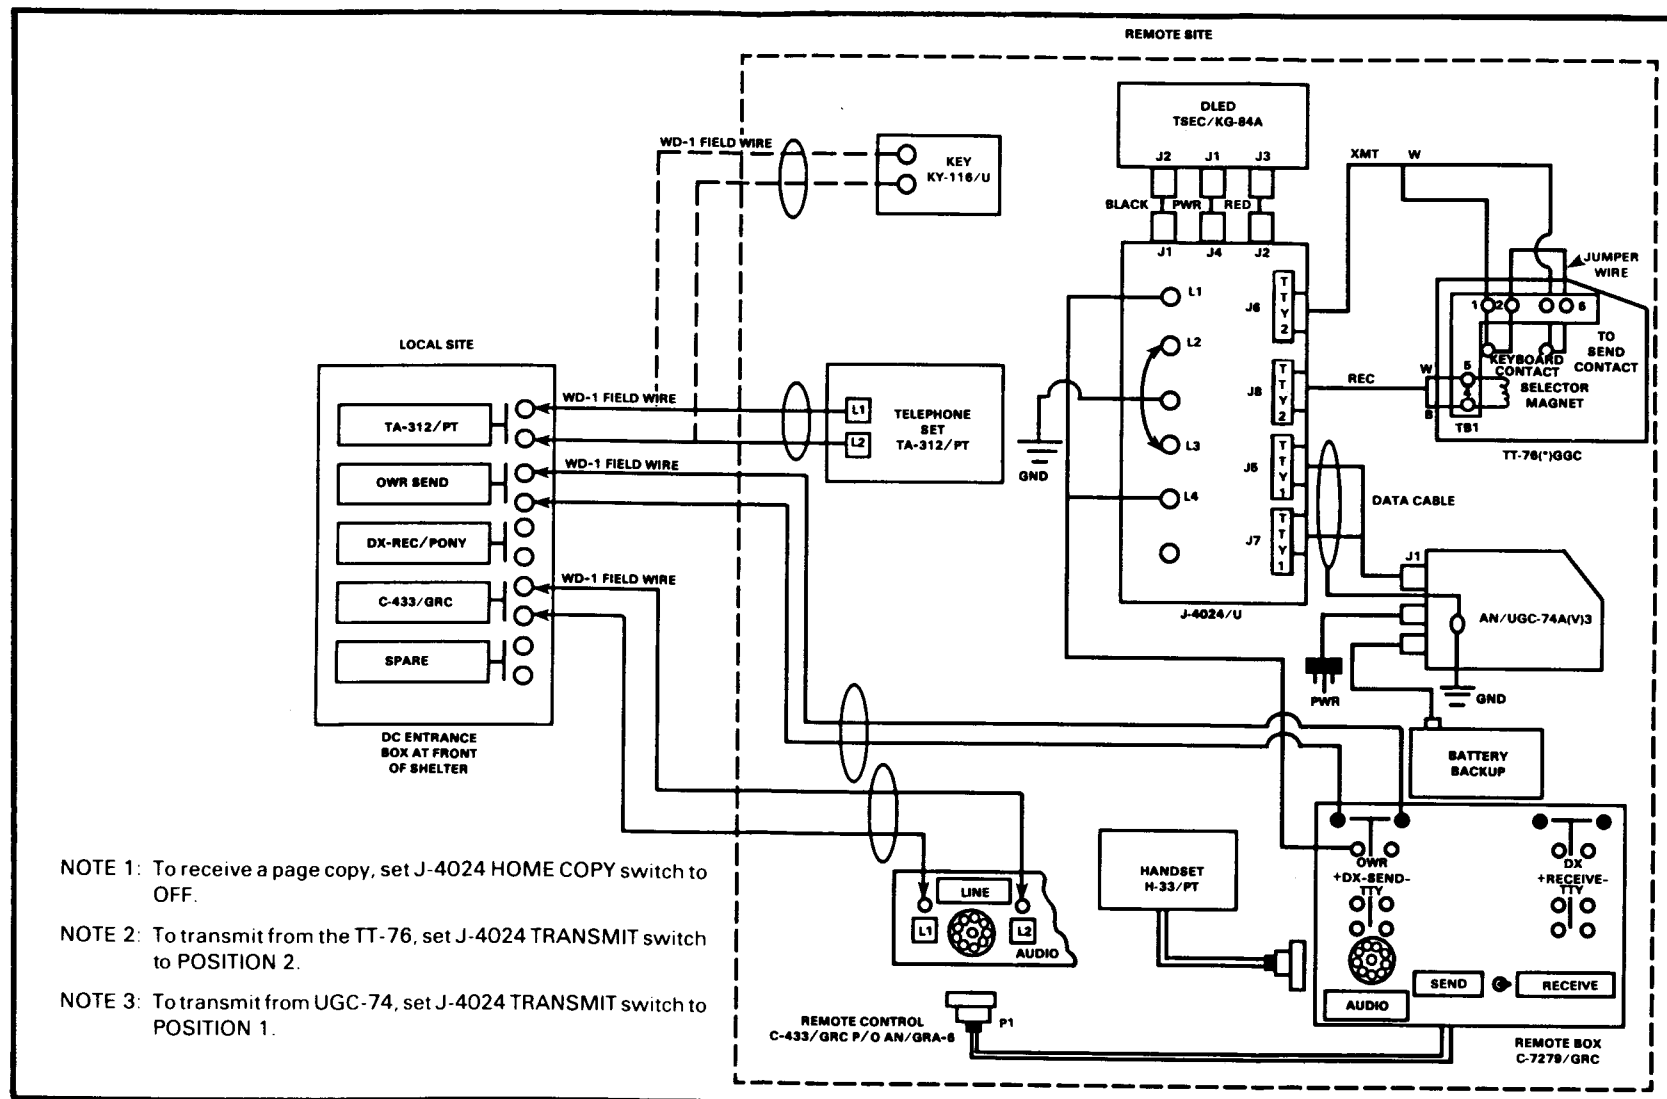 REMOTE SITE
DLED
TSEC/KG-84A
J2 J1 J3
BLACK PWR RED
J1 J4 J2
WD-1 FIELD WIRE
KEY
KY-116/U
XMT W
JUMPER
WIRE
1 2 6
TO
SEND
CONTACT
KEYBOARD
CONTACT
SELECTOR
MAGNET
W
5
4
B
TB1
TT-76(*)GGC
REC
L1
L2
L3
L4
J6
TTY2
J8
TTY2
J5
TTY1
J7
TTY1
J-4024/U
GND
DATA CABLE
J1
AN/UGC-74A(V)3
PWR
GND
BATTERY
BACKUP
LOCAL SITE
TA-312/PT
OWR SEND
DX-REC/PONY
C-433/GRC
SPARE
DC ENTRANCE
BOX AT FRONT
OF SHELTER
WD-1 FIELD WIRE
WD-1 FIELD WIRE
WD-1 FIELD WIRE
L1
L2
TELEPHONE
SET
TA-312/PT
LINE
L1
L2
AUDIO
REMOTE CONTROL
C-433/GRC P/O AN/GRA-6
P1
HANDSET
H-33/PT
OWR
+DX-SEND-
TTY
DX
+RECEIVE-
TTY
SEND
RECEIVE
AUDIO
REMOTE BOX
C-7279/GRC
NOTE 1: To receive a page copy, set J-4024 HOME COPY switch to
OFF.
NOTE 2: To transmit from the TT-76, set J-4024 TRANSMIT switch
to POSITION 2.
NOTE 3: To transmit from UGC-74, set J-4024 TRANSMIT switch to
POSITION 1.